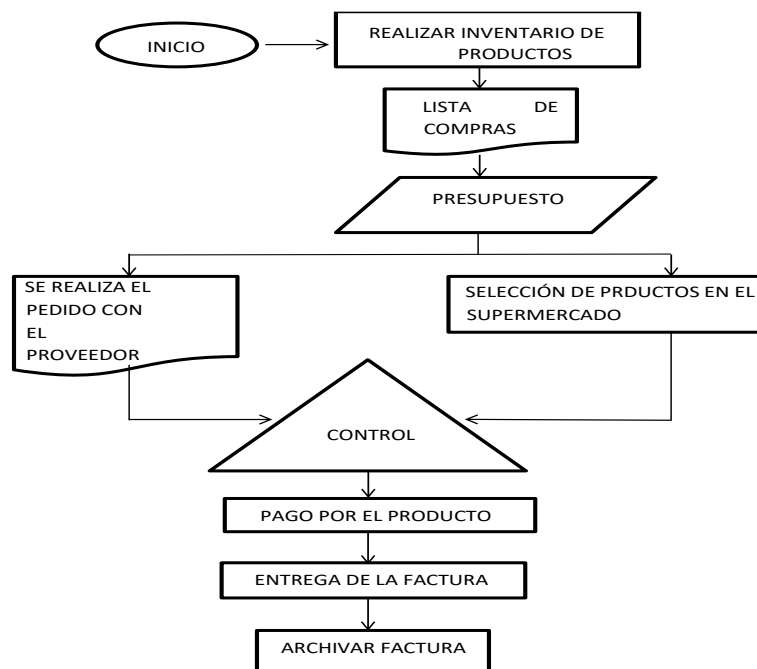 INICIO
REALIZAR INVENTARIO DE
PRODUCTOS
LISTA DE
COMPRAS
PRESUPUESTO
SE REALIZA EL
PEDIDO CON
EL
PROVEEDOR
SELECCIÓN DE PRDUCTOS EN EL
SUPERMERCADO
CONTROL
PAGO POR EL PRODUCTO
ENTREGA DE LA FACTURA
ARCHIVAR FACTURA